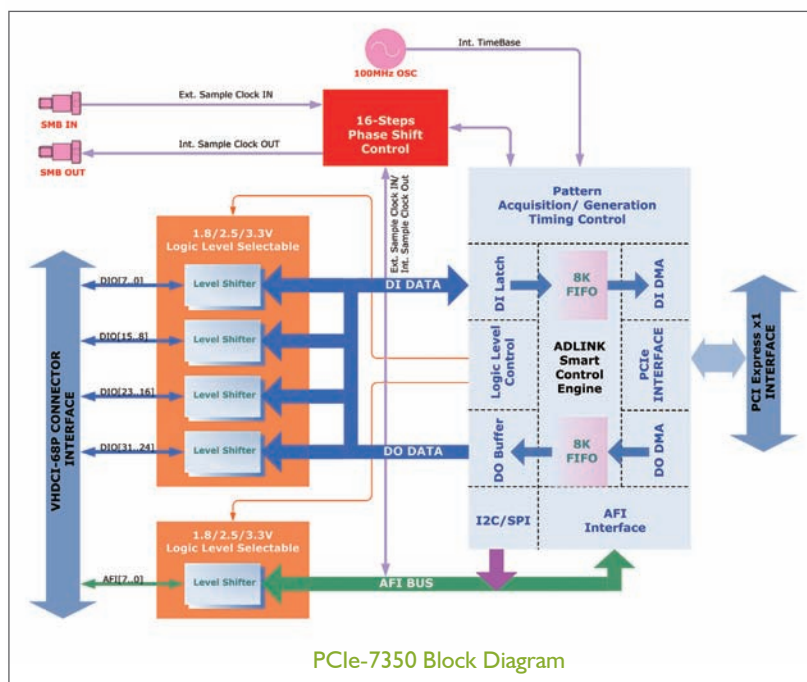 Int. TimeBase
100MHz OSC
Ext. Sample Clock IN
SMB IN
16-Steps
Phase Shift
Control
Int. Sample Clock OUT
SMB OUT
Ext. Sample Clock IN/
Int. Sample Clock Out
Pattern
Acquisition/ Generation
Timing Control
1.8/2.5/3.3V
Logic Level Selectable
VHDCI-68P CONNECTOR
INTERFACE
DIO[7..0]
Level Shifter
DI DATA
DI Latch
8K
FIFO
DI DMA
DIO[15..8]
Level Shifter
Logic Level
Control
ADLINK
Smart
Control
Engine
PCIe
INTERFACE
PCI Express x1
INTERFACE
DIO[23..16]
Level Shifter
DIO[31..24]
Level Shifter
DO DATA
DO Buffer
8K
FIFO
DO DMA
I2C/SPI
AFI
Interface
1.8/2.5/3.3V
Logic Level Selectable
AFI[7..0]
Level Shifter
AFI BUS
PCIe-7350 Block Diagram